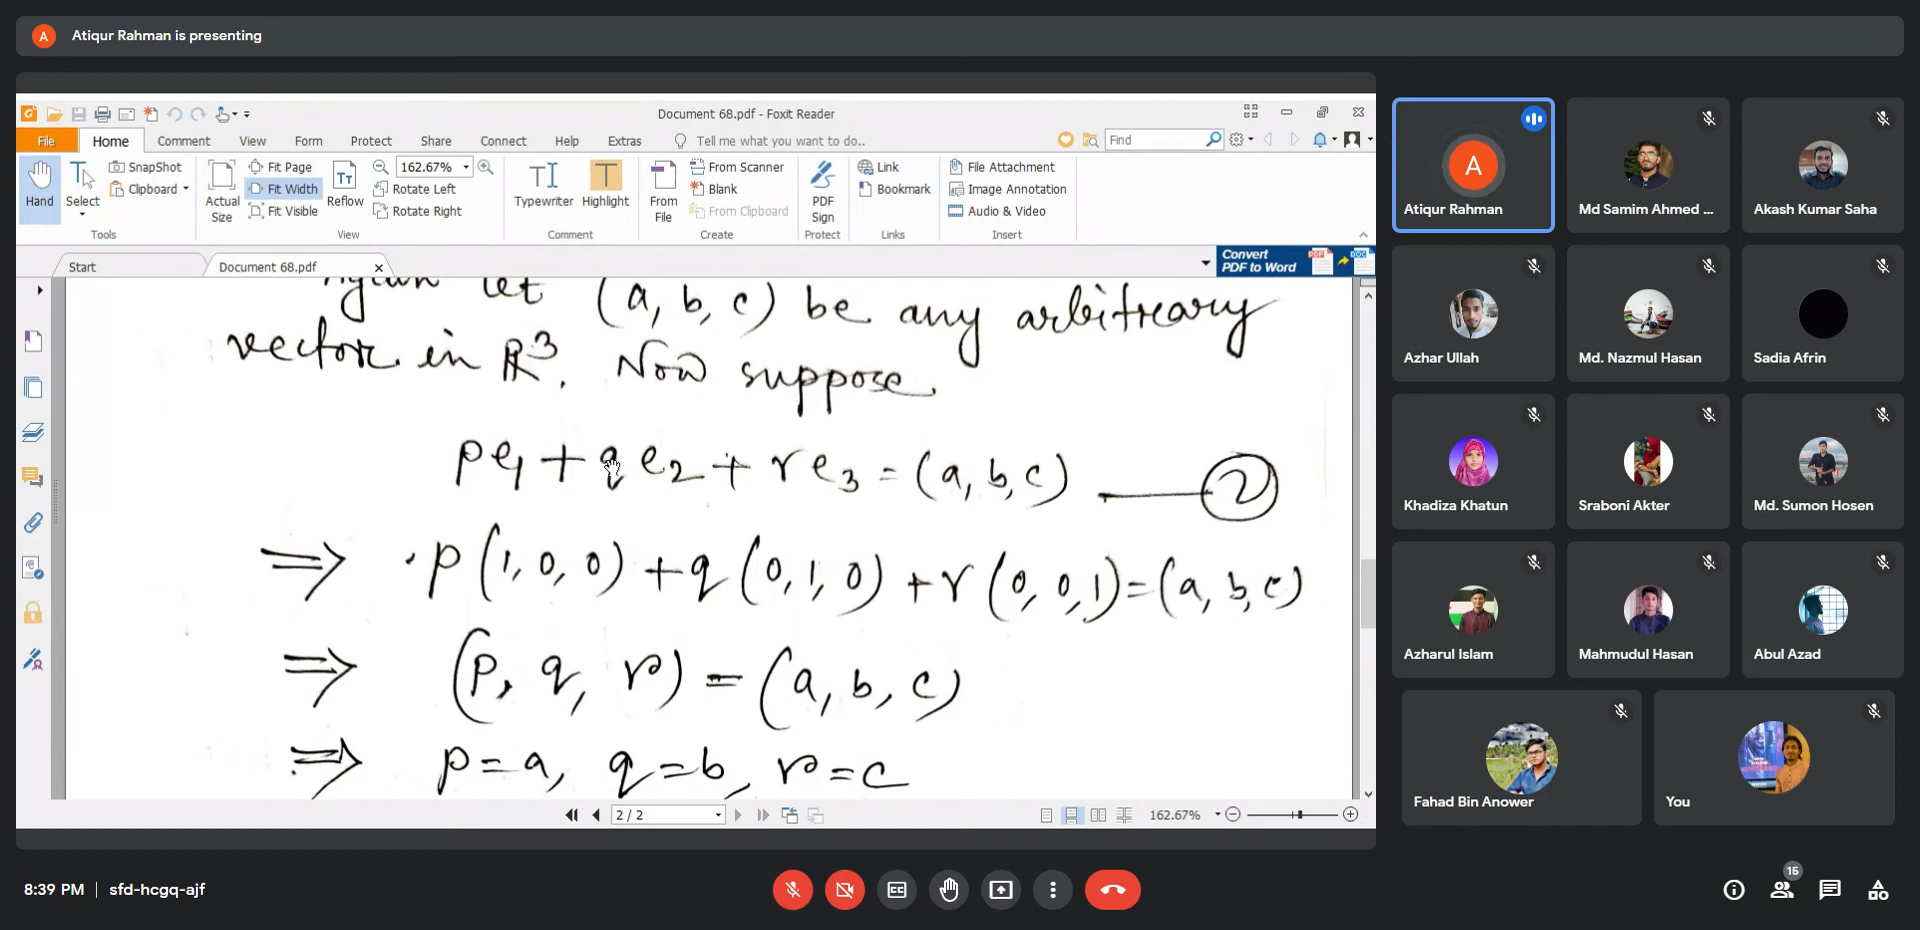 A Atiqur Rahman is presenting
Document 68.pdf - Foxit Reader
File Home Comment View Form Protect Share Connect Help Extras Tell me what you want to do.. Find
Hand
Select
SnapShot
Clipboard
Tools
Actual Size
Fit Page
Fit Width
Fit Visible
Reflow
162.67%
Rotate Left
Rotate Right
View
Typewriter
Highlight
Comment
From File
From Scanner
Blank
From Clipboard
Create
PDF Sign
Protect
Link
Bookmark
Links
File Attachment
Image Annotation
Audio & Video
Insert
Start
Document 68.pdf
Convert
PDF to Word
Again let (a, b, c) be any arbitreary
vector in R³. Now suppose
pe₁ + qe₂ + re₃ = (a, b, c) —— ②
⇒ p(1, 0, 0) + q(0, 1, 0) + r(0, 0, 1) = (a, b, c)
⇒ (p, q, r) = (a, b, c)
⇒ p = a, q = b, r = c
2 / 2
162.67%
A
Atiqur Rahman
Md Samim Ahmed ...
Akash Kumar Saha
Azhar Ullah
Md. Nazmul Hasan
Sadia Afrin
Khadiza Khatun
Sraboni Akter
Md. Sumon Hosen
Azharul Islam
Mahmudul Hasan
Abul Azad
Fahad Bin Anower
You
8:39 PM | sfd-hcgq-ajf
15